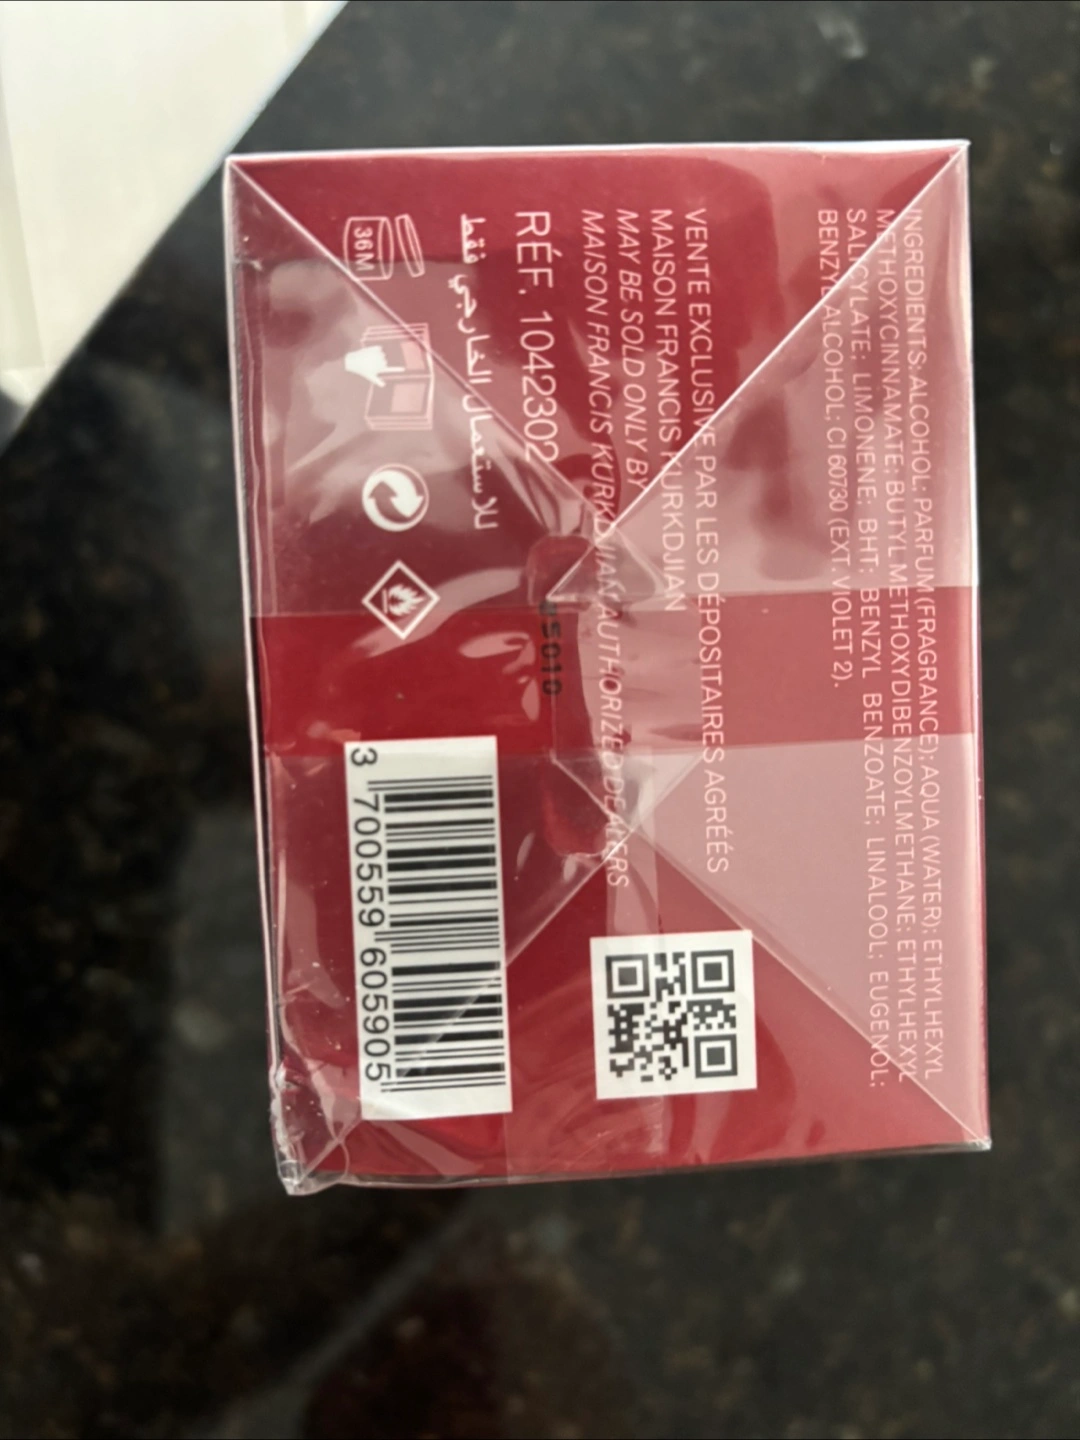 INGREDIENTS: ALCOHOL; PARFUM (FRAGRANCE); AQUA (WATER); ETHYLHEXYL
METHOXYCINNAMATE; BUTYL METHOXYDIBENZOYLMETHANE; ETHYLHEXYL
SALICYLATE; LIMONENE; BHT; BENZYL BENZOATE; LINALOOL; EUGENOL;
BENZYL ALCOHOL; CI 60730 (EXT. VIOLET 2).
VENTE EXCLUSIVE PAR LES DÉPOSITAIRES AGRÉÉS
MAISON FRANCIS KURKDJIAN
MAY BE SOLD ONLY BY
MAISON FRANCIS KURKDJIAN AUTHORIZED DEALERS
RÉF. 1042302
للاستعمال الخارجي فقط
36M
3 700559 605905